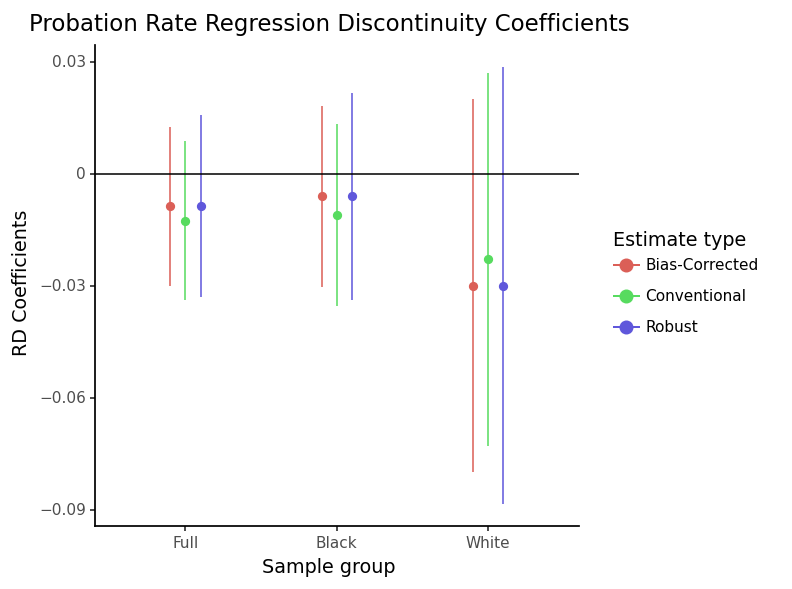 Probation Rate Regression Discontinuity Coefficients
0.03
0
−0.03
−0.06
−0.09
RD Coefficients
Full
Black
White
Sample group
Estimate type
Bias-Corrected
Conventional
Robust